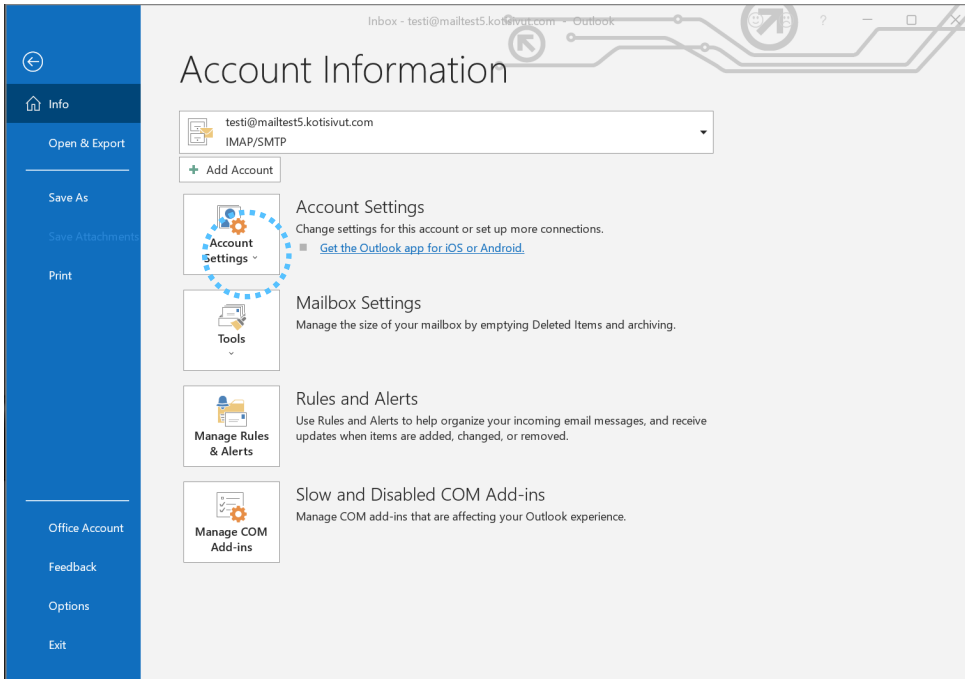 Inbox - testi@mailtest5.kotisivut.com - Outlook
?
Account Information
Info
Open & Export
Save As
Save Attachments
Print
Office Account
Feedback
Options
Exit
testi@mailtest5.kotisivut.com
IMAP/SMTP
+ Add Account
Account
Settings
Account Settings
Change settings for this account or set up more connections.
Get the Outlook app for iOS or Android.
Tools
Mailbox Settings
Manage the size of your mailbox by emptying Deleted Items and archiving.
Manage Rules
& Alerts
Rules and Alerts
Use Rules and Alerts to help organize your incoming email messages, and receive
updates when items are added, changed, or removed.
Manage COM
Add-ins
Slow and Disabled COM Add-ins
Manage COM add-ins that are affecting your Outlook experience.